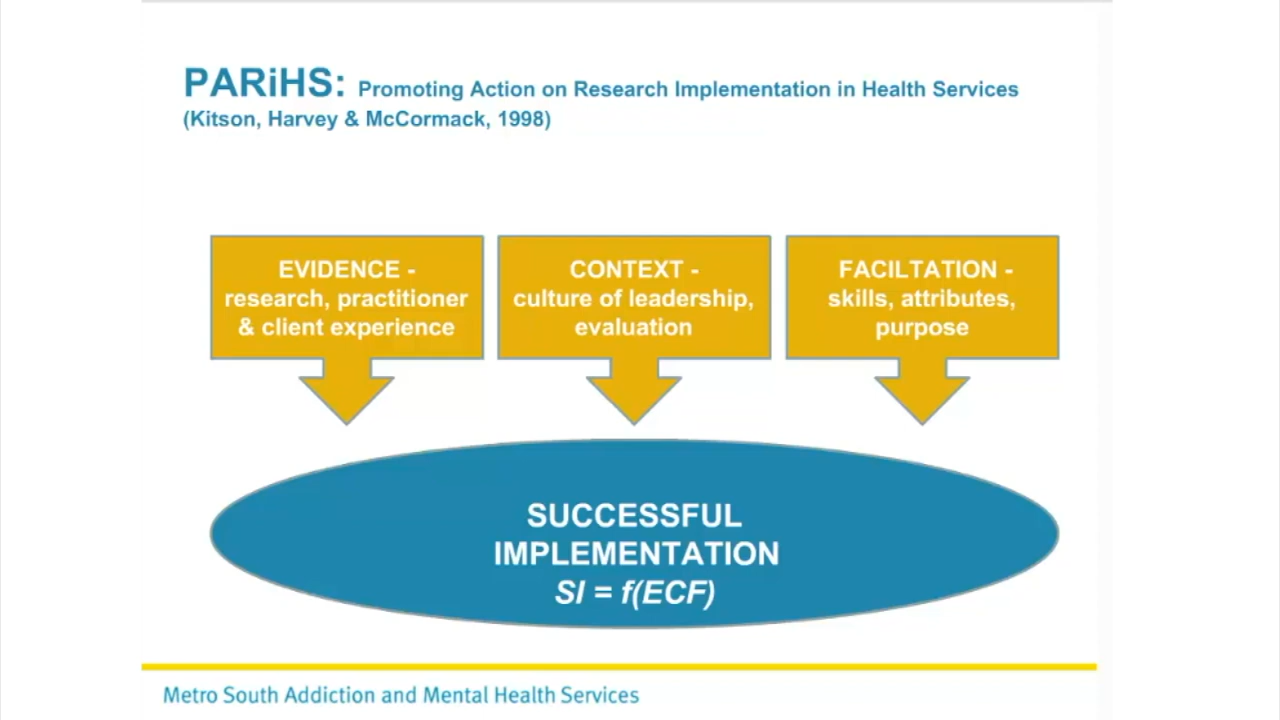 PARiHS: Promoting Action on Research Implementation in Health Services
(Kitson, Harvey & McCormack, 1998)
EVIDENCE -
research, practitioner
& client experience
CONTEXT -
culture of leadership,
evaluation
FACILTATION -
skills, attributes,
purpose
SUCCESSFUL
IMPLEMENTATION
SI = f(ECF)
Metro South Addiction and Mental Health Services